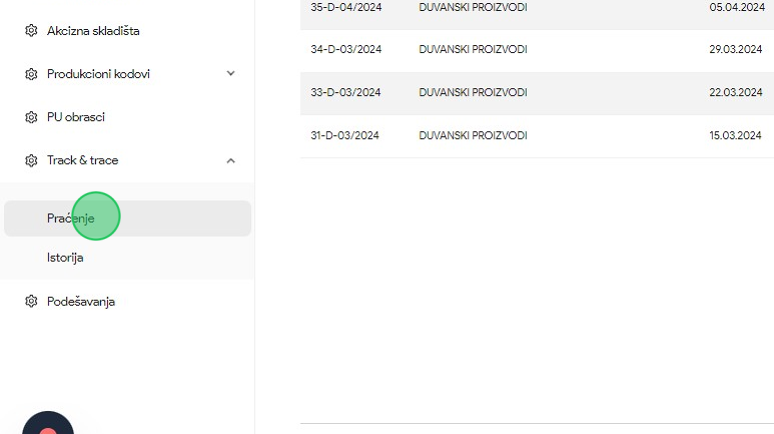 Akcizna skladišta
Produkcioni kodovi
PU obrasci
Track & trace
Praćenje
Istorija
Podešavanja
35-D-04/2024 DUVANSKI PROIZVODI 05.04.2024
34-D-03/2024 DUVANSKI PROIZVODI 29.03.2024
33-D-03/2024 DUVANSKI PROIZVODI 22.03.2024
31-D-03/2024 DUVANSKI PROIZVODI 15.03.2024